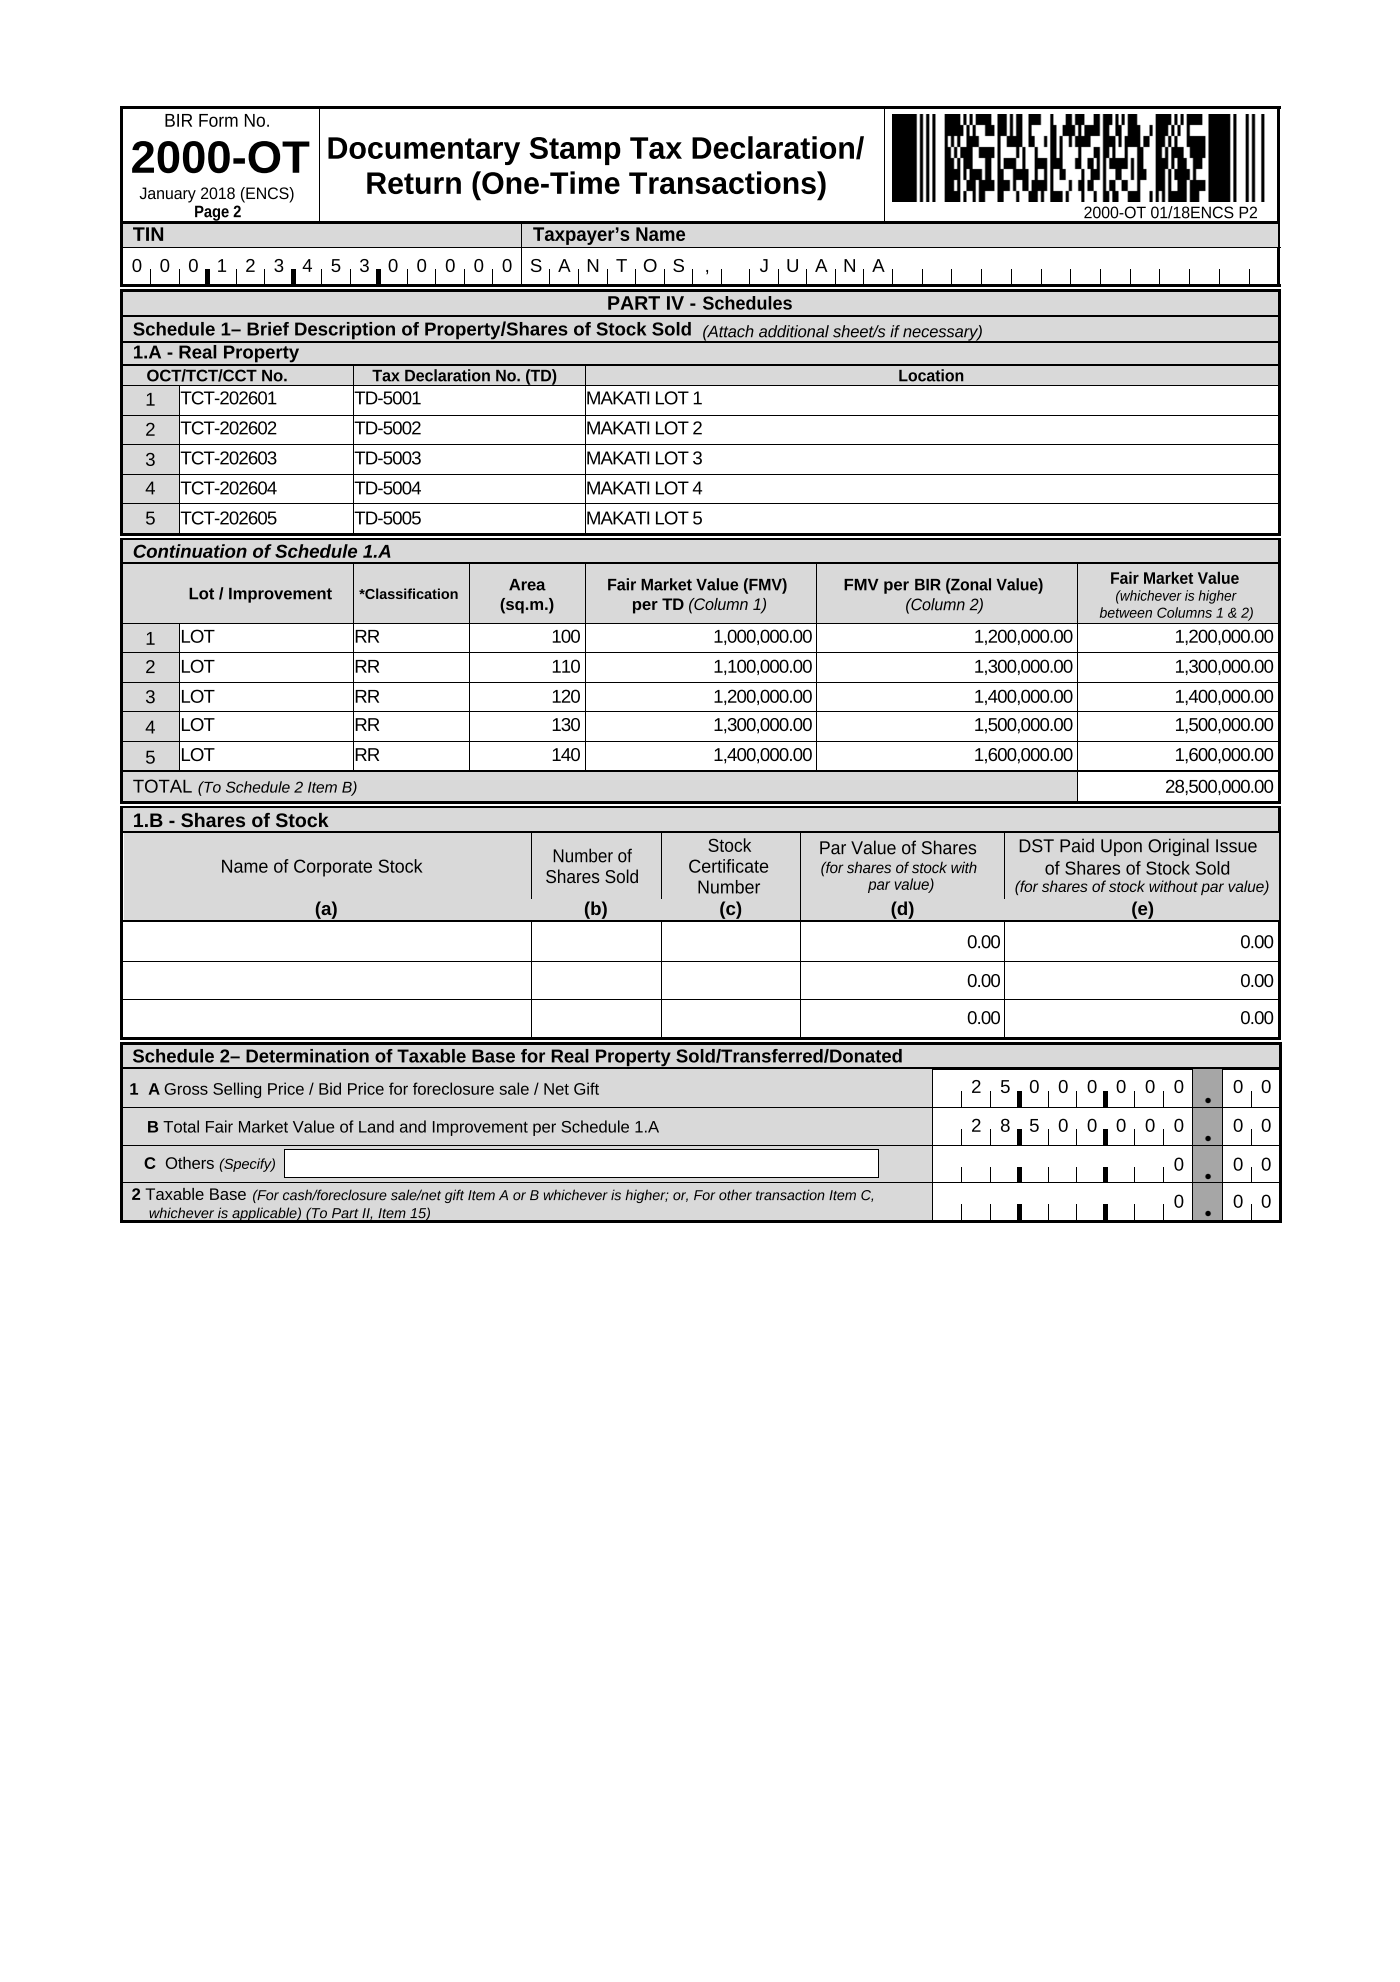 BIR Form No.
2000-OT
January 2018 (ENCS)
Page 2
Documentary Stamp Tax Declaration/
Return (One-Time Transactions)
2000-OT 01/18ENCS P2
TIN Taxpayer’s Name
0 0 0 1 2 3 4 5 3 0 0 0 0 0 S A N T O S , J U A N A
PART IV - Schedules
Schedule 1– Brief Description of Property/Shares of Stock Sold (Attach additional sheet/s if necessary)
1.A - Real Property
OCT/TCT/CCT No. Tax Declaration No. (TD) Location
1 TCT-202601 TD-5001 MAKATI LOT 1
2 TCT-202602 TD-5002 MAKATI LOT 2
3 TCT-202603 TD-5003 MAKATI LOT 3
4 TCT-202604 TD-5004 MAKATI LOT 4
5 TCT-202605 TD-5005 MAKATI LOT 5
Continuation of Schedule 1.A
Lot / Improvement
*Classification
Area
(sq.m.)
Fair Market Value (FMV)
per TD (Column 1)
FMV per BIR (Zonal Value)
(Column 2)
Fair Market Value
(whichever is higher
between Columns 1 & 2)
1 LOT RR 100 1,000,000.00 1,200,000.00 1,200,000.00
2 LOT RR 110 1,100,000.00 1,300,000.00 1,300,000.00
3 LOT RR 120 1,200,000.00 1,400,000.00 1,400,000.00
4 LOT RR 130 1,300,000.00 1,500,000.00 1,500,000.00
5 LOT RR 140 1,400,000.00 1,600,000.00 1,600,000.00
TOTAL (To Schedule 2 Item B) 28,500,000.00
1.B - Shares of Stock
Name of Corporate Stock
(a)
Number of
Shares Sold
(b)
Stock
Certificate
Number
(c)
Par Value of Shares
(for shares of stock with
par value)
(d)
DST Paid Upon Original Issue
of Shares of Stock Sold
(for shares of stock without par value)
(e)
0.00 0.00
0.00 0.00
0.00 0.00
Schedule 2– Determination of Taxable Base for Real Property Sold/Transferred/Donated
1 A Gross Selling Price / Bid Price for foreclosure sale / Net Gift 2 5 0 0 0 0 0 0 . 0 0
B Total Fair Market Value of Land and Improvement per Schedule 1.A 2 8 5 0 0 0 0 0 . 0 0
C Others (Specify) 0 . 0 0
2 Taxable Base (For cash/foreclosure sale/net gift Item A or B whichever is higher; or, For other transaction Item C,
whichever is applicable) (To Part II, Item 15) 0 . 0 0